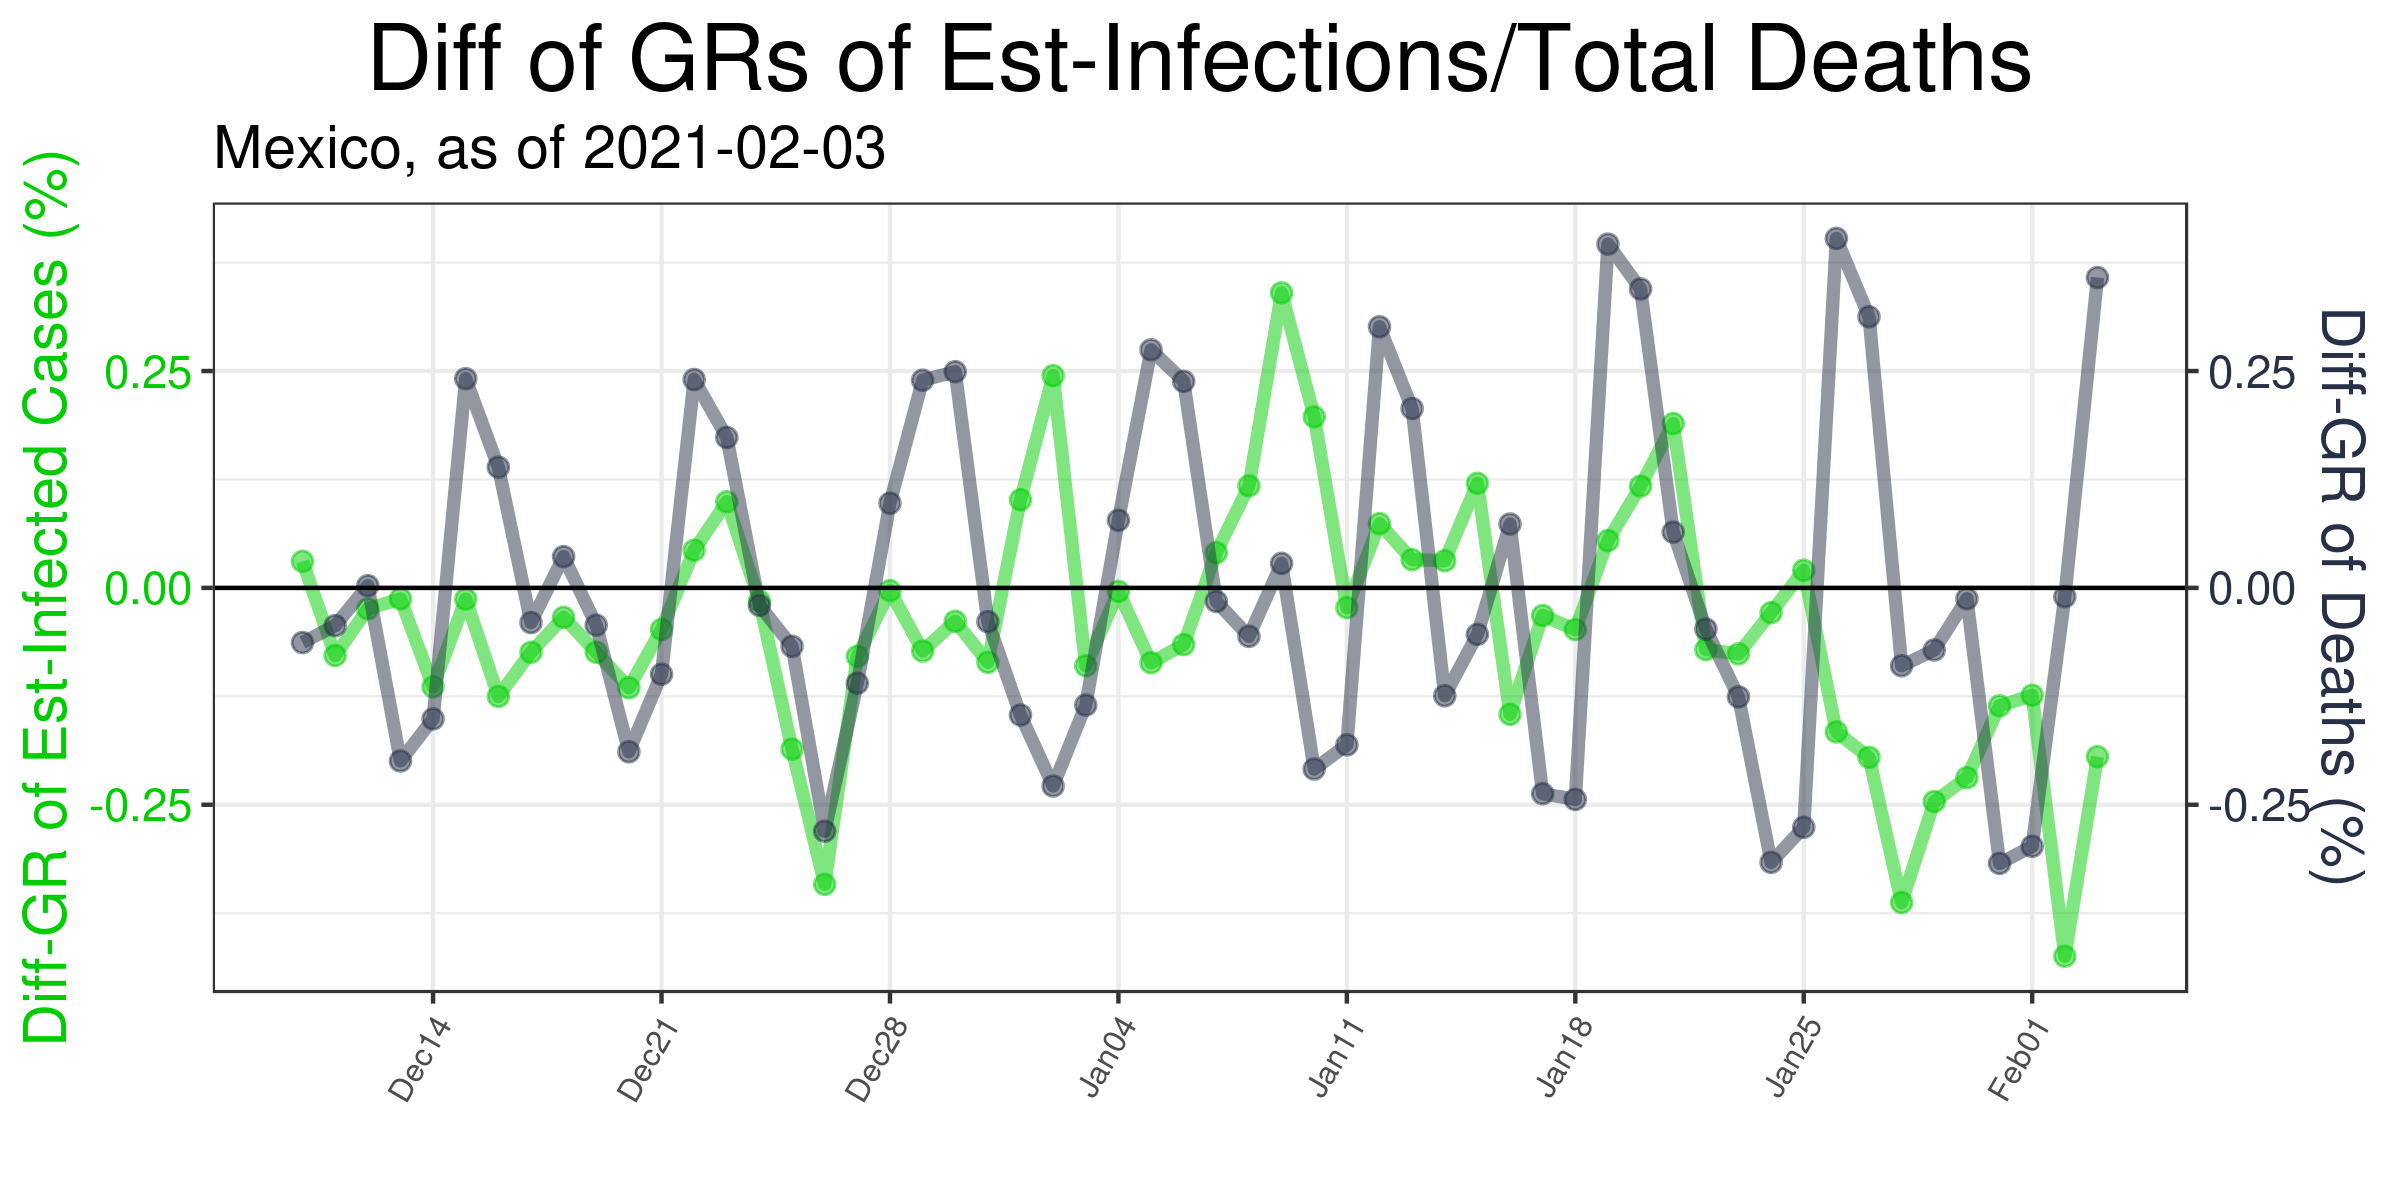 Diff of GRs of Est-Infections/Total Deaths
Mexico, as of 2021-02-03
Diff-GR of Est-Infected Cases (%)
0.25
0.00
-0.25
0.25
0.00
-0.25
Diff-GR of Deaths (%)
Dec14
Dec21
Dec28
Jan04
Jan11
Jan18
Jan25
Feb01